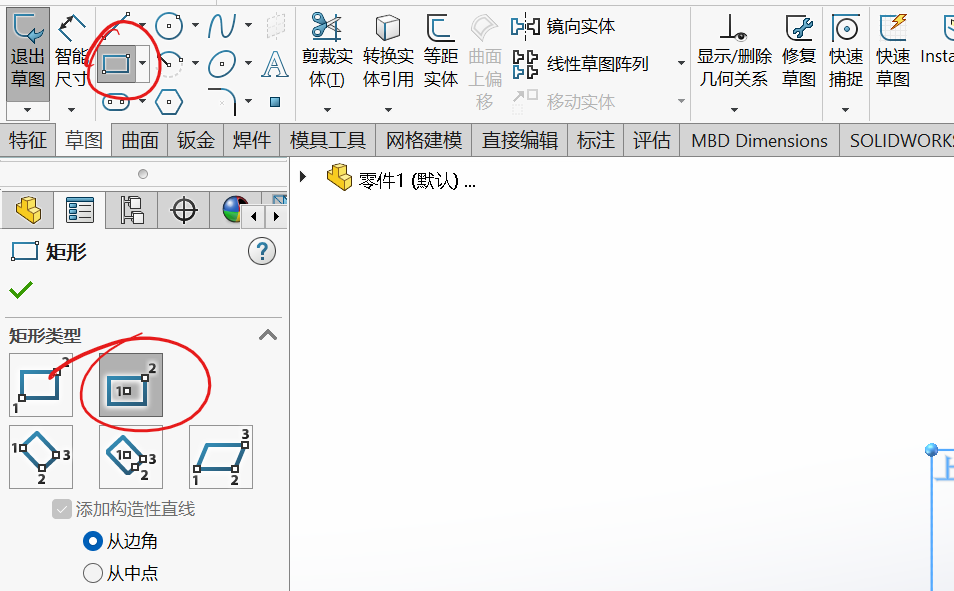 退出草图
智能尺寸
剪裁实体(T)
转换实体引用
等距实体
曲面上偏移
镜向实体
线性草图阵列
移动实体
显示/删除几何关系
修复草图
快速捕捉
快速草图
Insta
特征 草图 曲面 钣金 焊件 模具工具 网格建模 直接编辑 标注 评估 MBD Dimensions SOLIDWORKS
零件1 (默认) ...
矩形
?
矩形类型
1 2
1 2
1 2 3
1 2 3
1 2 3
添加构造性直线
从边角
从中点
上